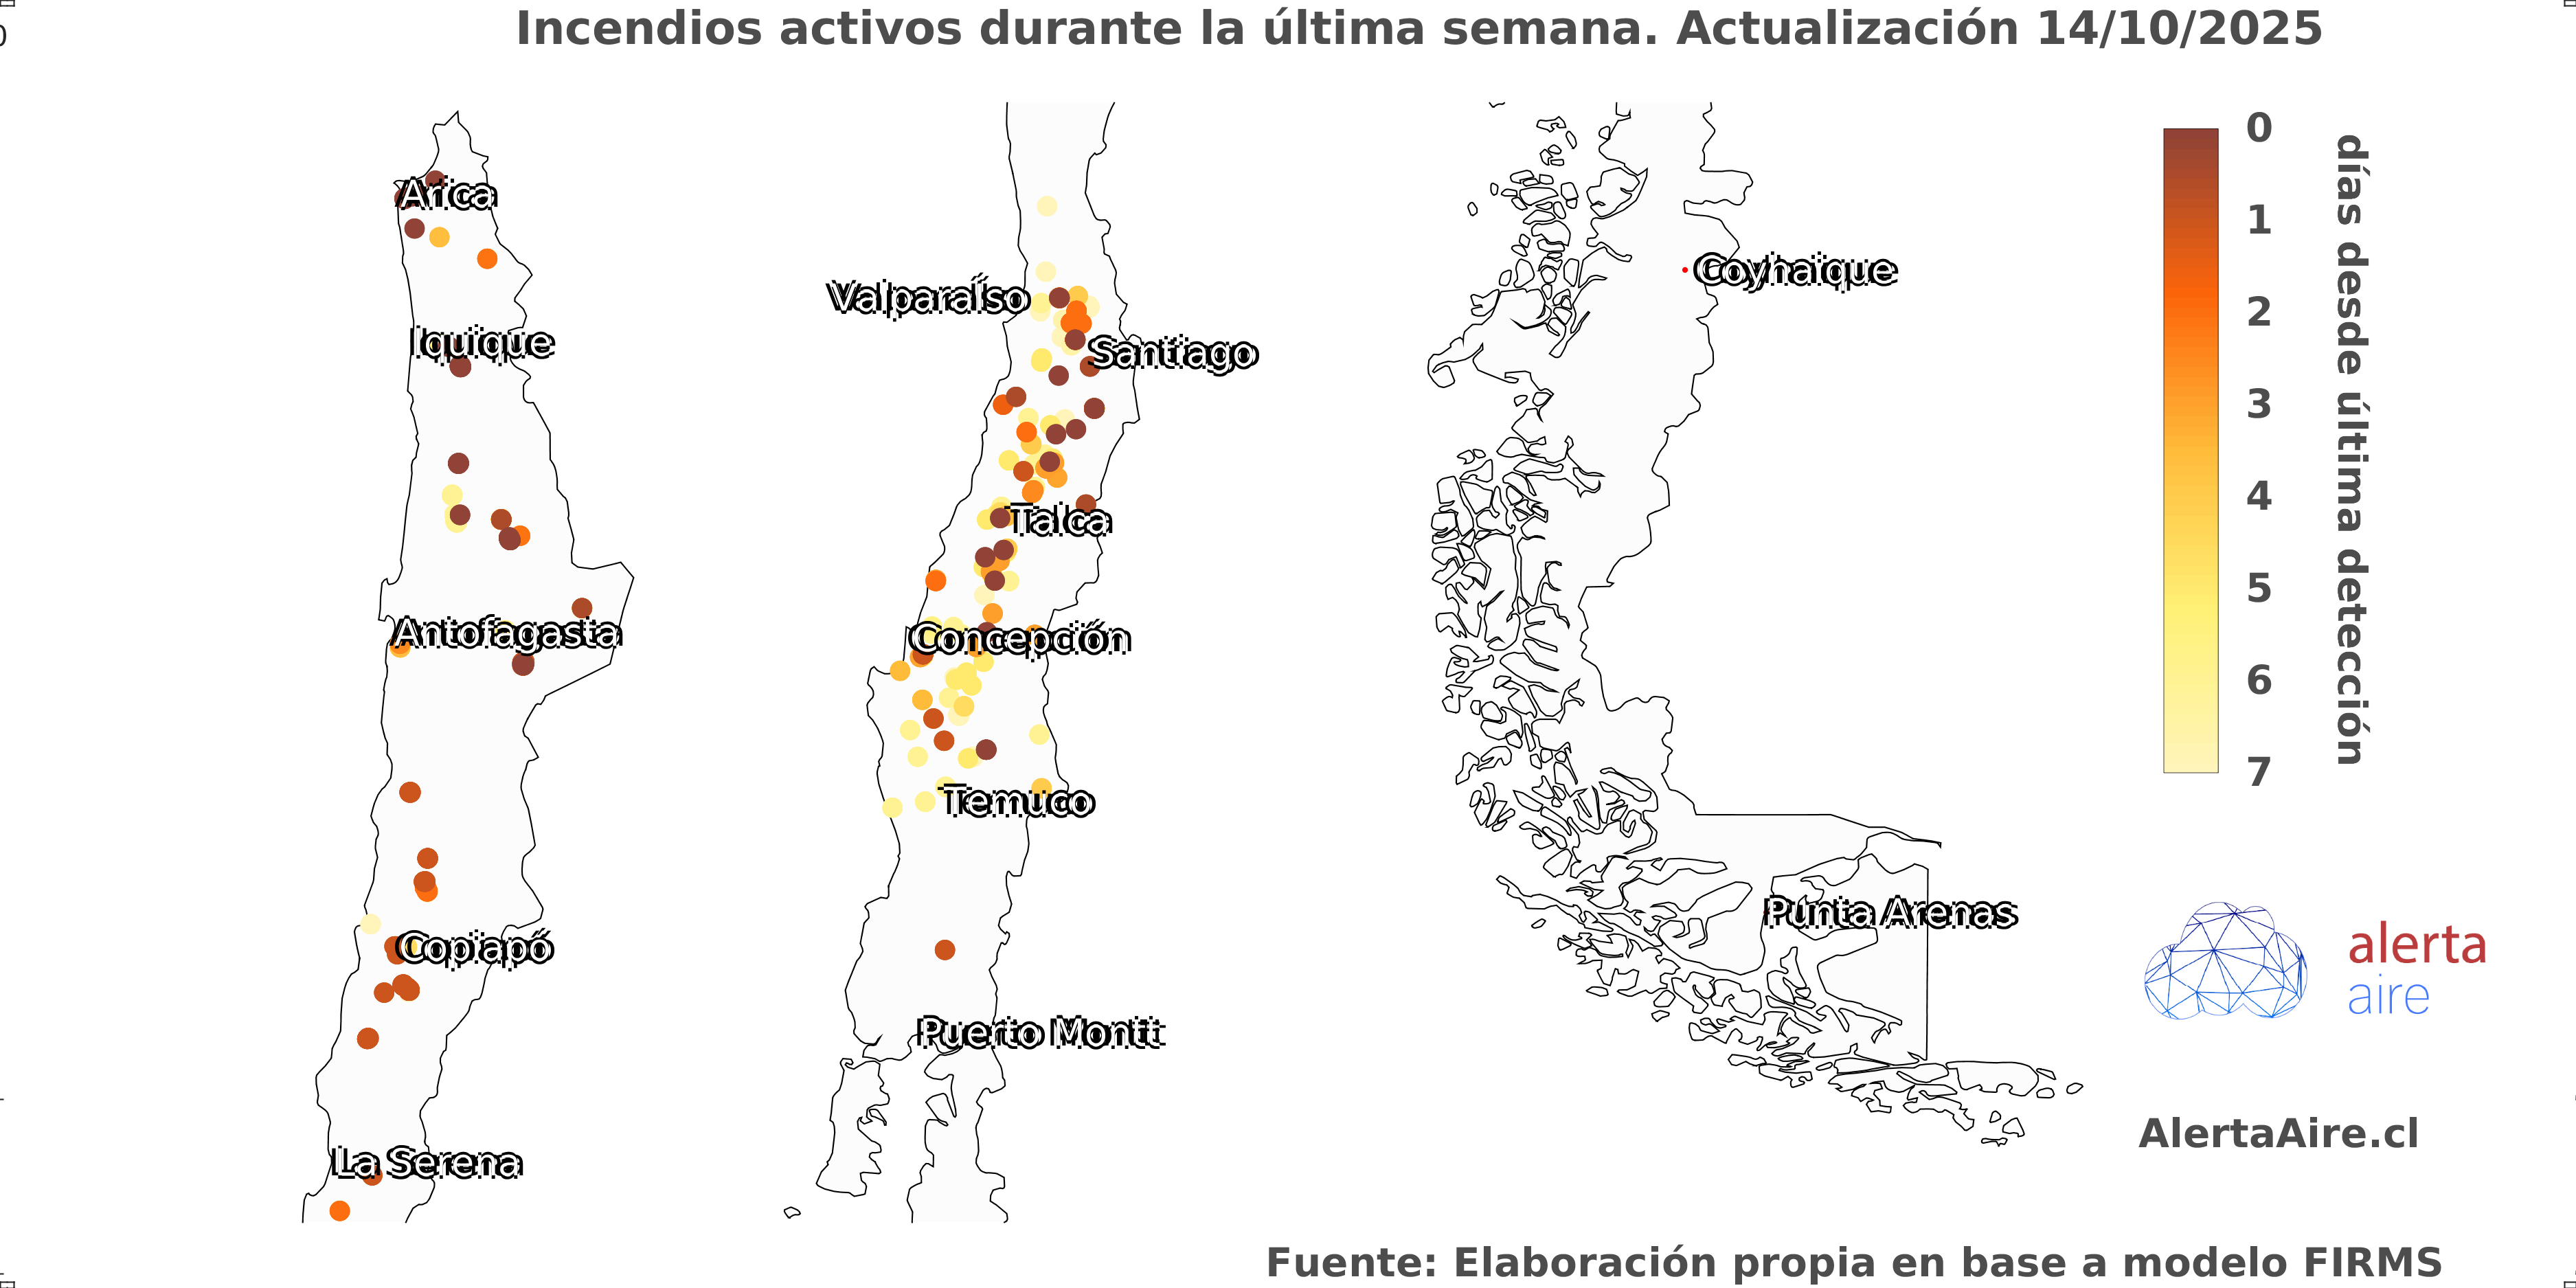 Incendios activos durante la última semana. Actualización 14/10/2025
0
Arica
Iquique
Antofagasta
Copiapó
La Serena
Valparaíso
Santiago
Talca
Concepción
Temuco
Puerto Montt
Coyhaique
Punta Arenas
0
1
2
3
4
5
6
7
días desde última detección
alerta
aire
AlertaAire.cl
Fuente: Elaboración propia en base a modelo FIRMS